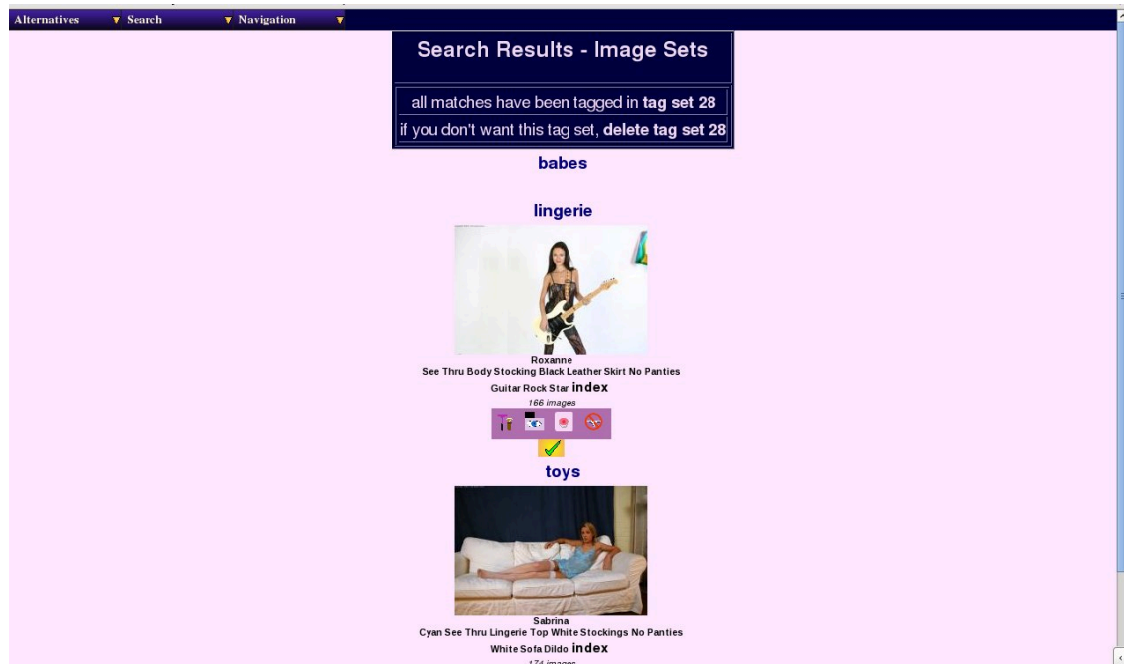 Alternatives Search Navigation
Search Results - Image Sets
all matches have been tagged in tag set 28
if you don't want this tag set, delete tag set 28
babes
lingerie
Roxanne
See Thru Body Stocking Black Leather Skirt No Panties
Guitar Rock Star index
166 images
toys
Sabrina
Cyan See Thru Lingerie Top White Stockings No Panties
White Sofa Dildo index
174 images